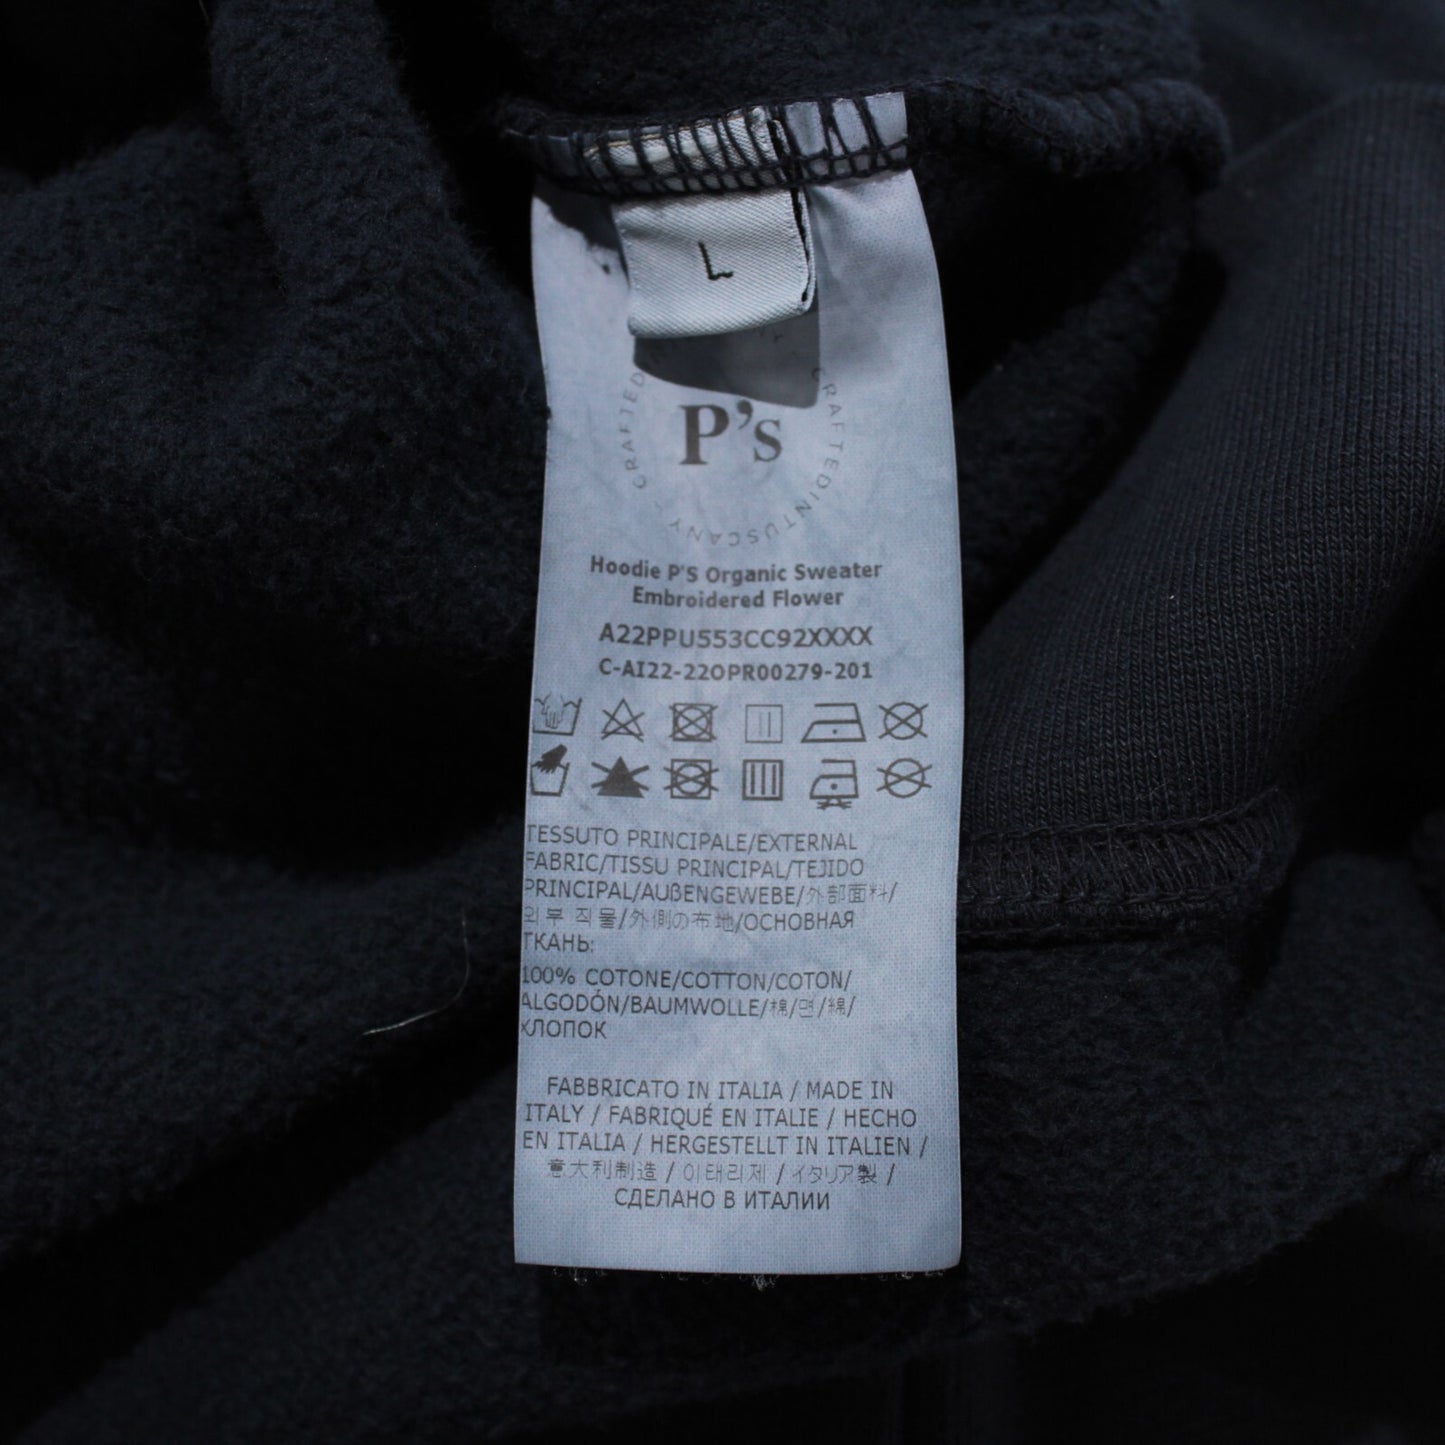 L
P's
CRAFTED
CRAFTEDINTUSCANY
Hoodie P'S Organic Sweater
Embroidered Flower
A22PPU553CC92XXXX
C-AI22-22OPR00279-201
TESSUTO PRINCIPALE/EXTERNAL
FABRIC/TISSU PRINCIPAL/TEJIDO
PRINCIPAL/AUßENGEWEBE/外部面料/
외부 직물/外側の布地/ОСНОВНАЯ
ТКАНЬ:
100% COTONE/COTTON/COTON/
ALGODÓN/BAUMWOLLE/棉/면/綿/
ХЛОПОК
FABBRICATO IN ITALIA / MADE IN
ITALY / FABRIQUÉ EN ITALIE / HECHO
EN ITALIA / HERGESTELLT IN ITALIEN /
意大利制造 / 이태리제 / イタリア製 /
СДЕЛАНО В ИТАЛИИ